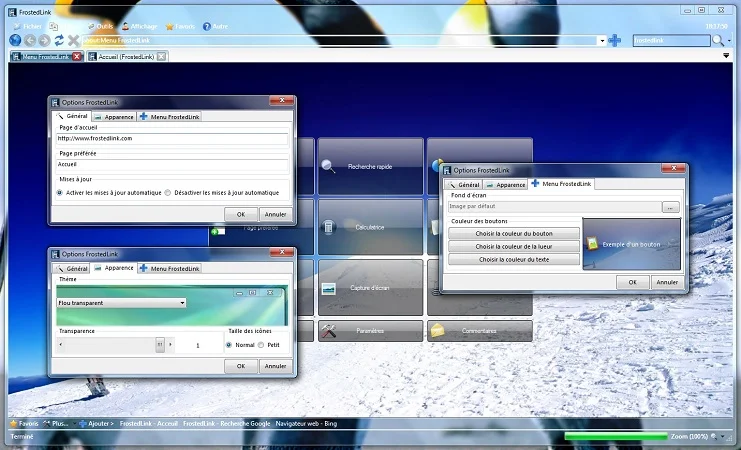 FrostedLink
Fichier Outils Affichage Favoris Autre
about:Menu FrostedLink
Frostedlink
Menu FrostedLink Accueil (FrostedLink)
Options FrostedLink
Général Apparence Menu FrostedLink
Page d'accueil
http://www.frostedlink.com
Page préférée
Accueil
Mises à jour
Activer les mises à jour automatique Désactiver les mises à jour automatique
OK Annuler
Recherche rapide
Page préférée
Calculatrice
Capture d'écran
Paramètres
Commentaires
Options FrostedLink
Général Apparence Menu FrostedLink
Fond d'écran
Image par défaut ...
Couleur des boutons
Choisir la couleur du bouton
Choisir la couleur de la lueur
Choisir la couleur du texte
Exemple d'un bouton
OK Annuler
Options FrostedLink
Général Apparence Menu FrostedLink
Thème
Flou transparent
Transparence Taille des icônes
1 Normal Petit
OK Annuler
Favoris Plus... Ajouter > FrostedLink - Acceuil FrostedLink - Recherche Google Navigateur web - Bing
Terminé Zoom (100%)